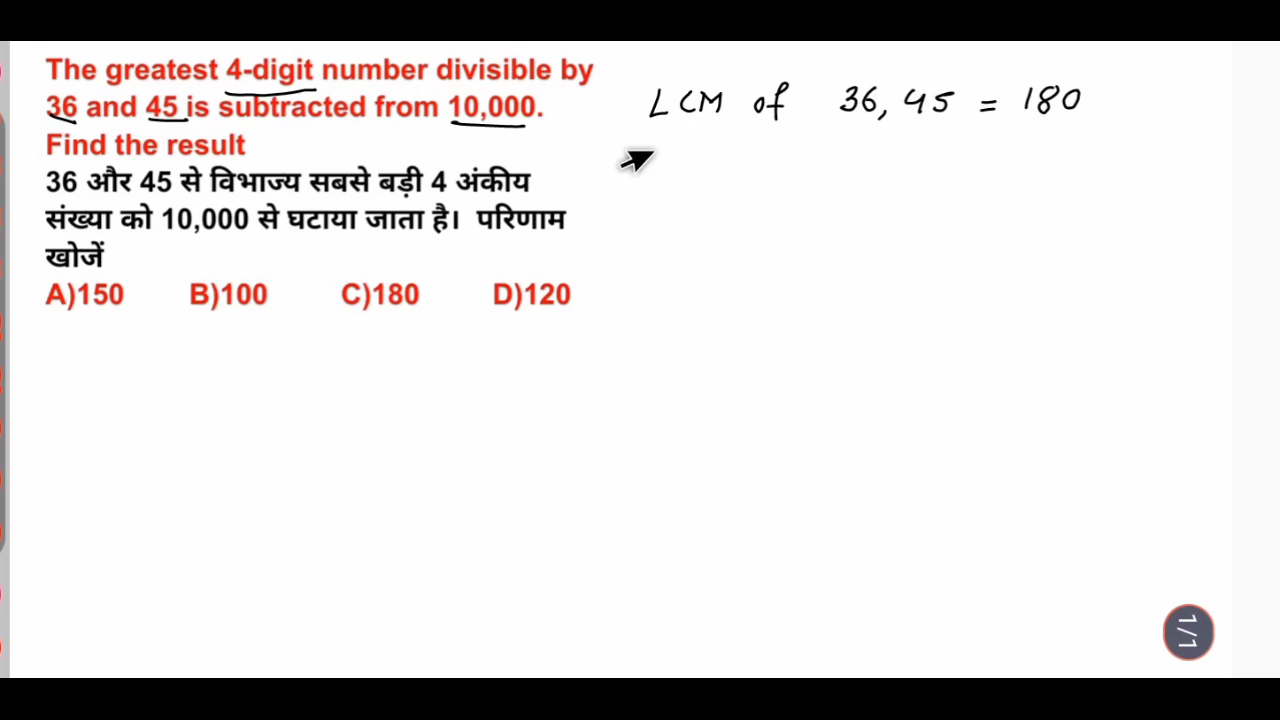 The greatest 4-digit number divisible by
36 and 45 is subtracted from 10,000.
Find the result
36 और 45 से विभाज्य सबसे बड़ी 4 अंकीय
संख्या को 10,000 से घटाया जाता है। परिणाम
खोजें
A)150 B)100 C)180 D)120
LCM of 36, 45 = 180
1/1